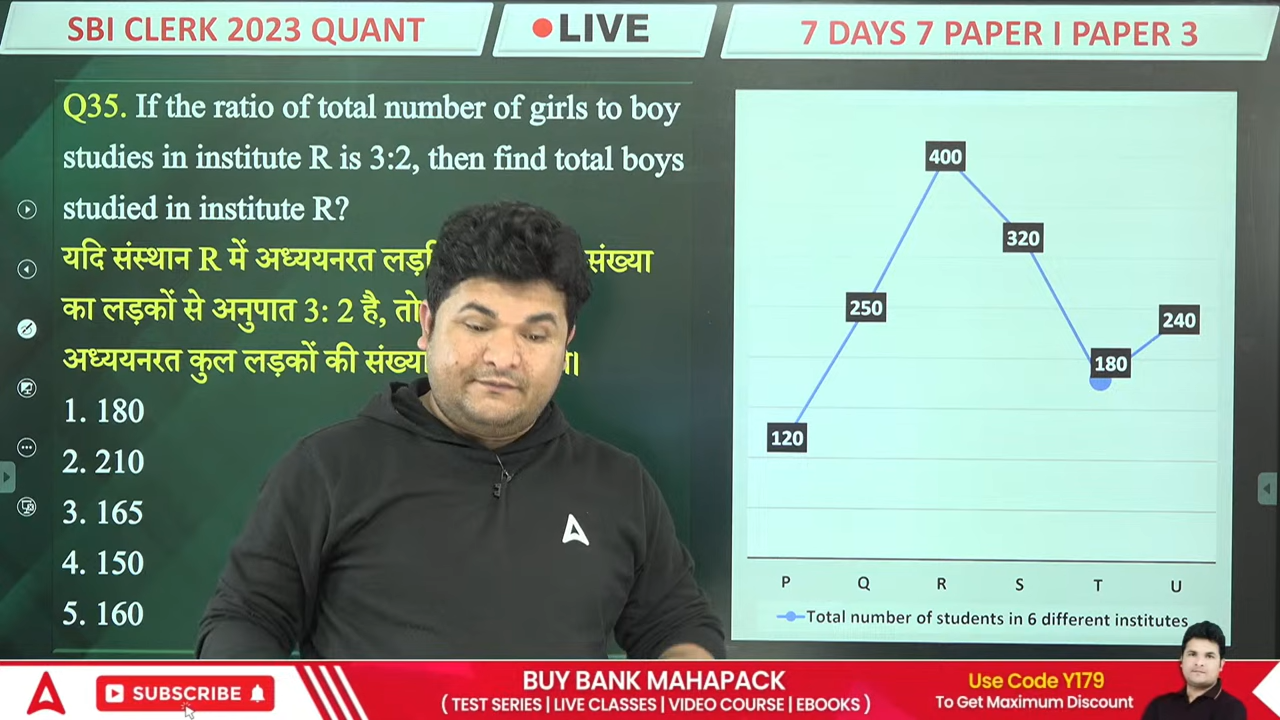 SBI CLERK 2023 QUANT
LIVE
7 DAYS 7 PAPER I PAPER 3
Q35. If the ratio of total number of girls to boy
studies in institute R is 3:2, then find total boys
studied in institute R?
यदि संस्थान R में अध्ययनरत संख्या
का लड़कों से अनुपात 3: 2 है, तो
अध्ययनरत कुल लड़कों की संख्या
1. 180
2. 210
3. 165
4. 150
5. 160
400
320
250
240
180
120
P Q R S T U
Total number of students in 6 different institutes
SUBSCRIBE
BUY BANK MAHAPACK
( TEST SERIES | LIVE CLASSES | VIDEO COURSE | EBOOKS )
Use Code Y179
To Get Maximum Discount